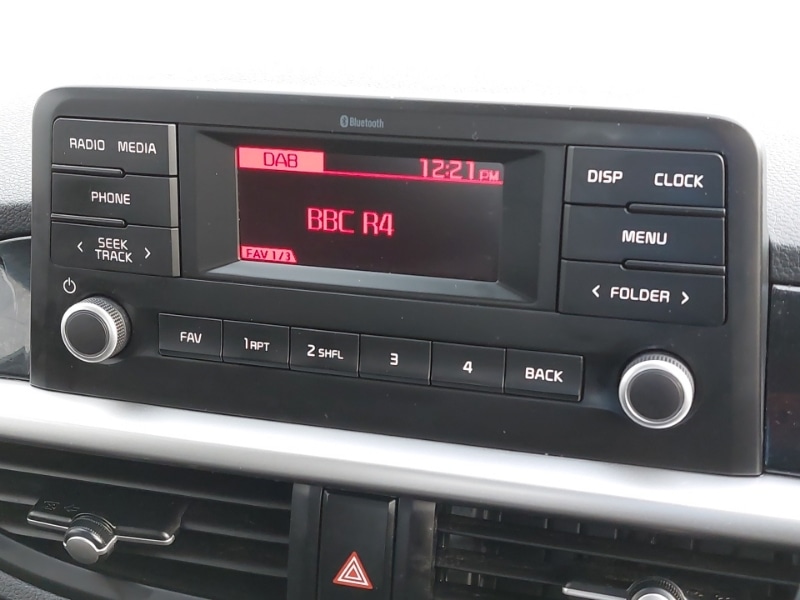 Bluetooth
RADIO MEDIA
PHONE
< SEEK TRACK >
DAB 12:21 PM
BBC R4
FAV 1/3
DISP CLOCK
MENU
< FOLDER >
FAV 1 RPT 2 SHFL 3 4 BACK